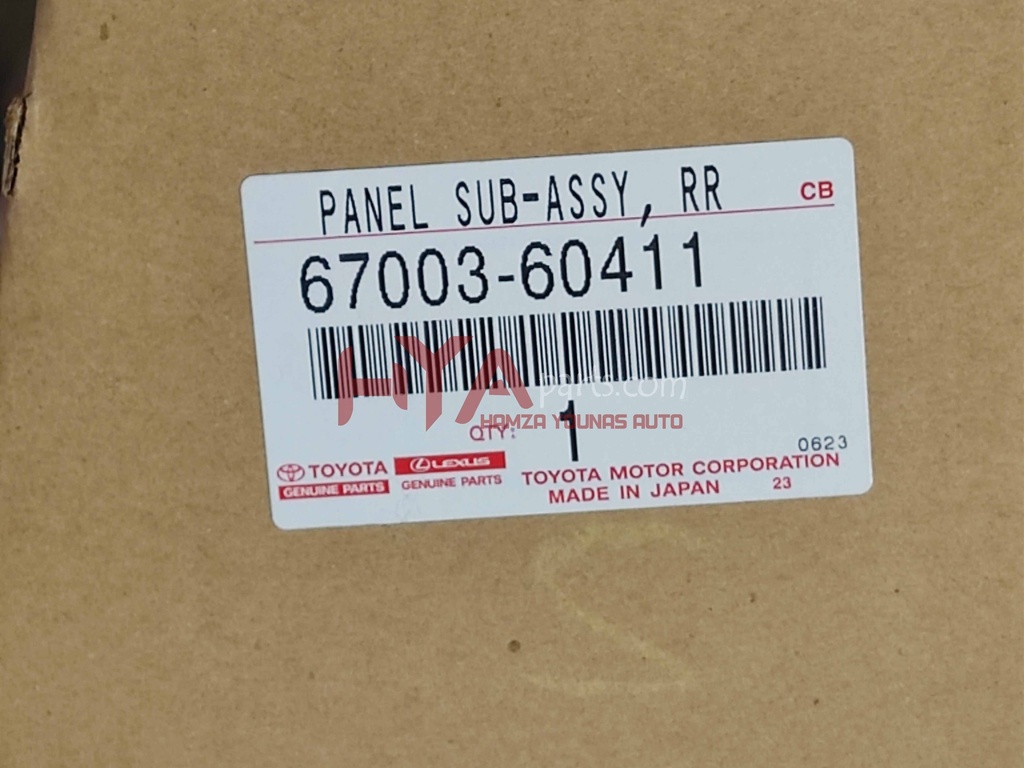 PANEL SUB-ASSY, RR CB
67003-60411
HYA parts.com
HAMZA YOUNAS AUTO
QTY: 1
0623
TOYOTA LEXUS TOYOTA MOTOR CORPORATION
GENUINE PARTS GENUINE PARTS MADE IN JAPAN 23